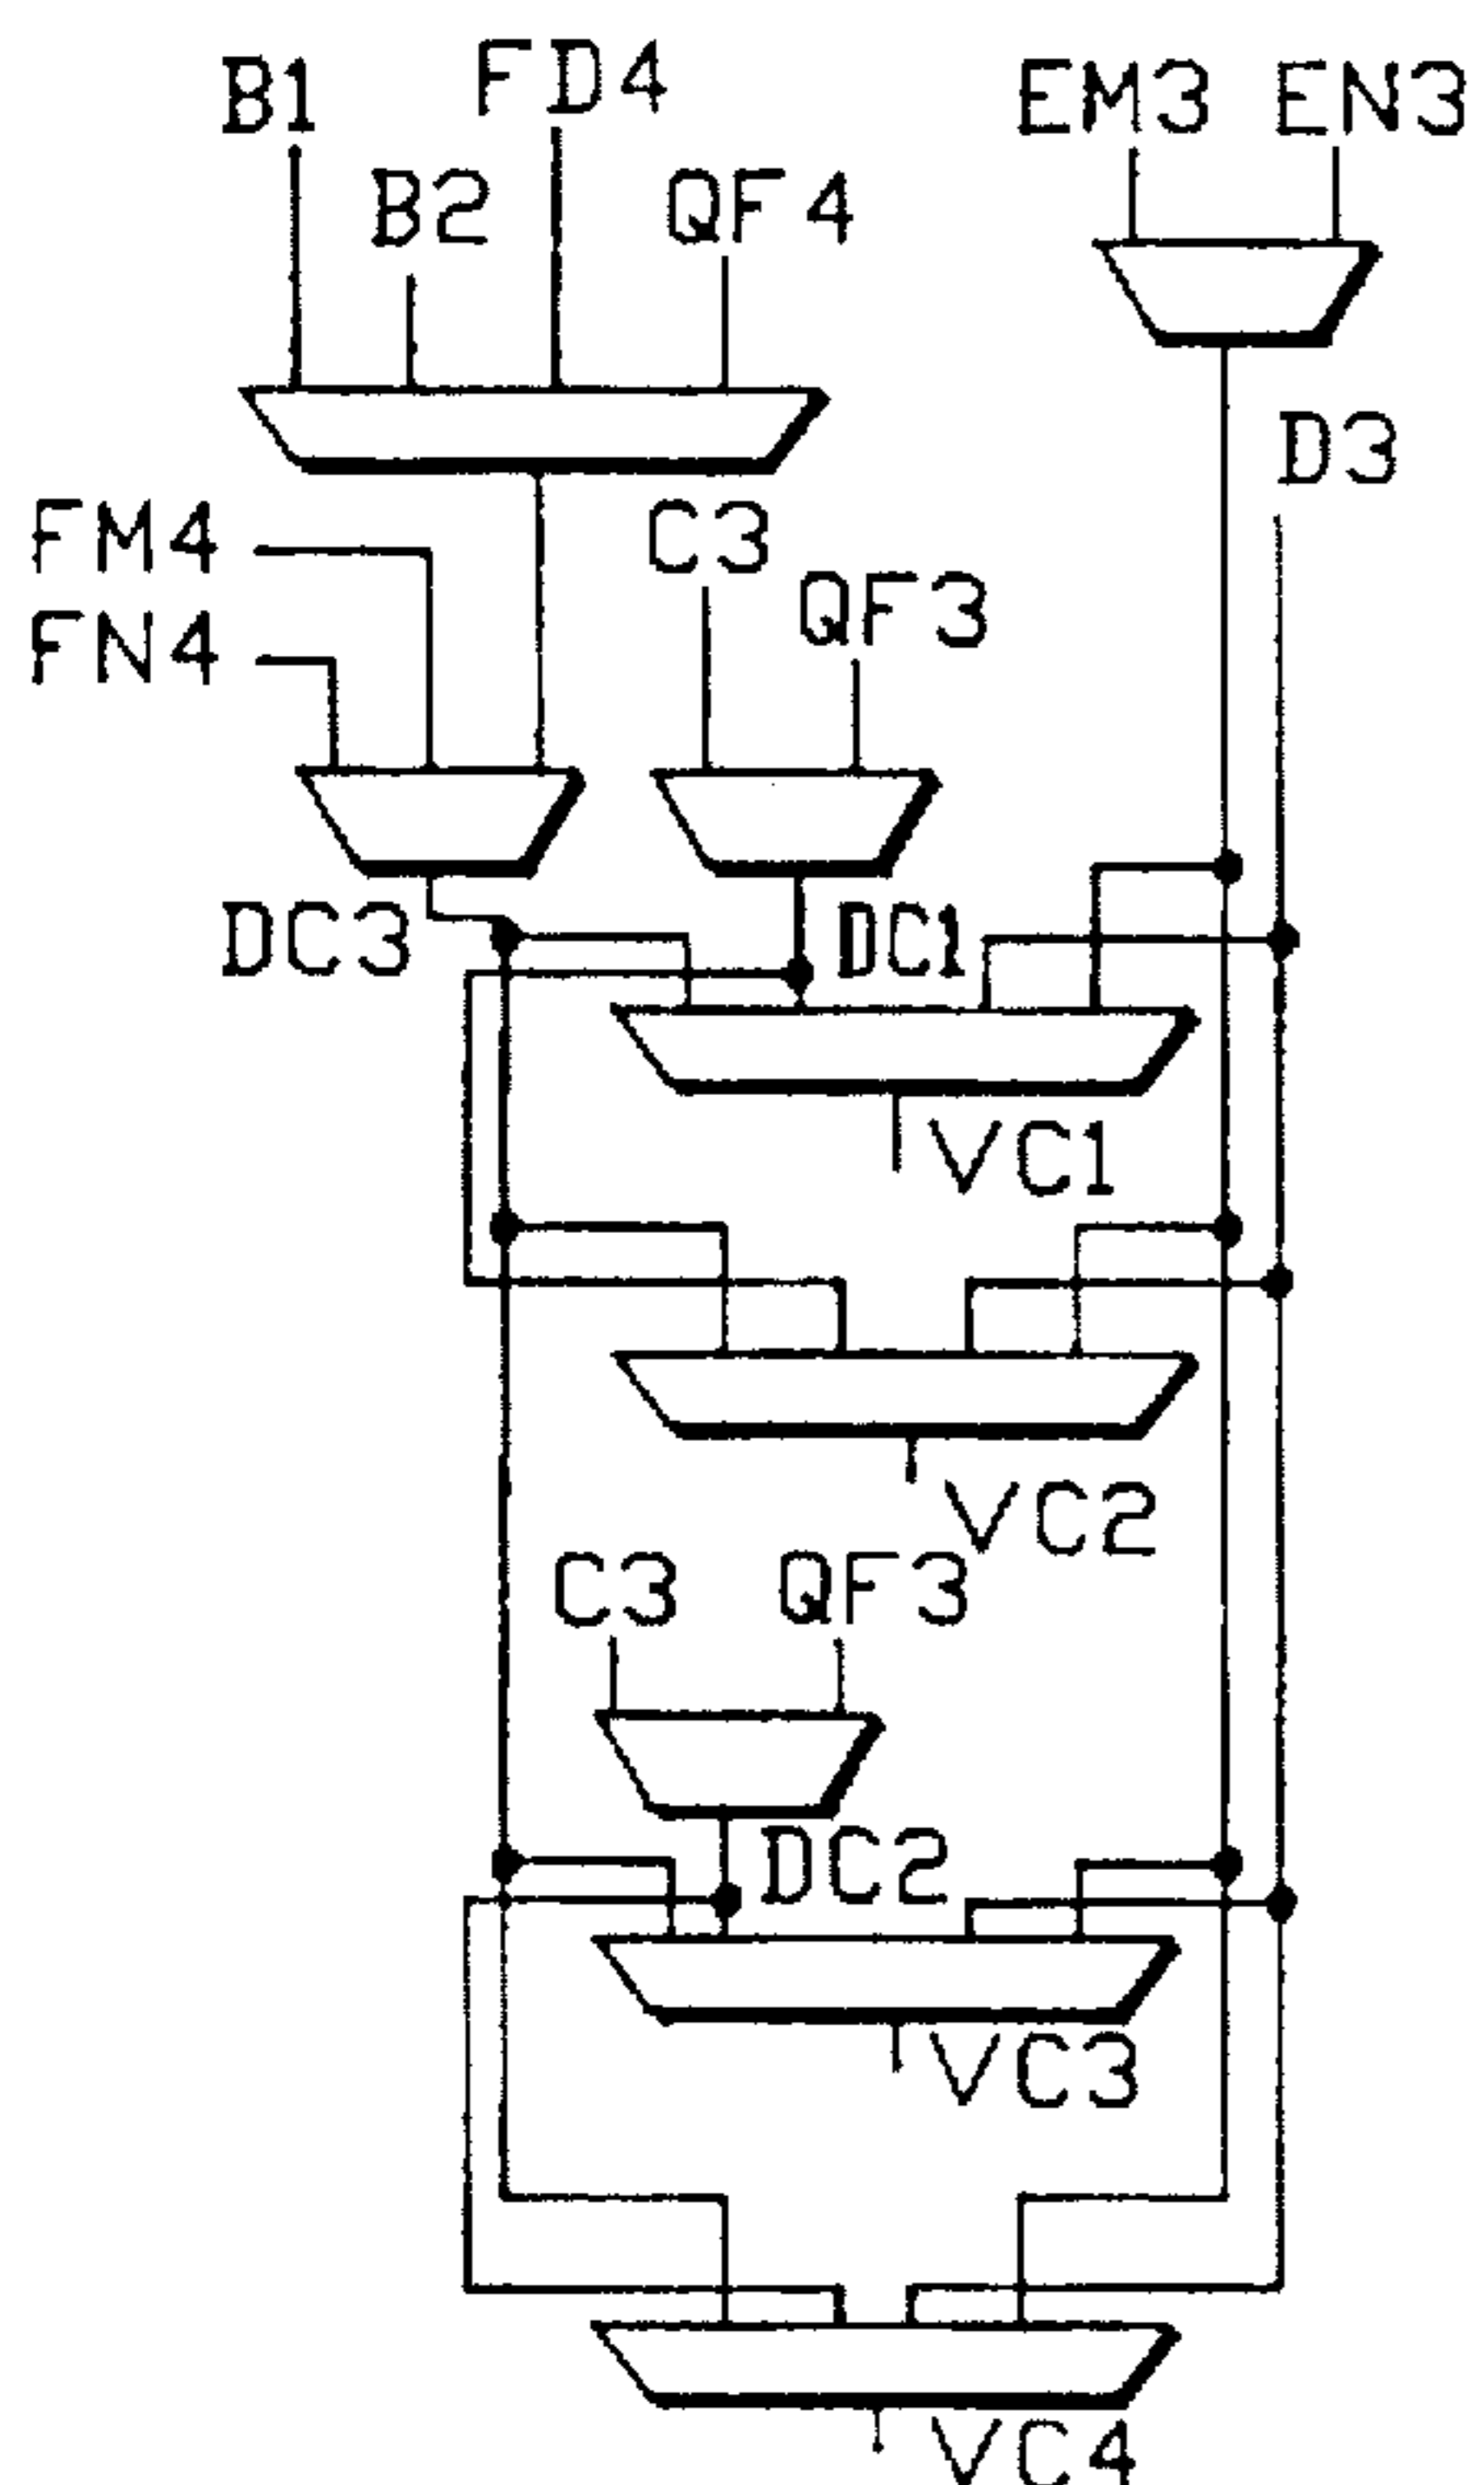 B1 FD4 EM3 EN3
B2 QF4
D3
FM4 C3
QF3
FN4
DC3 DC1
VC1
VC2
C3 QF3
DC2
VC3
VC4